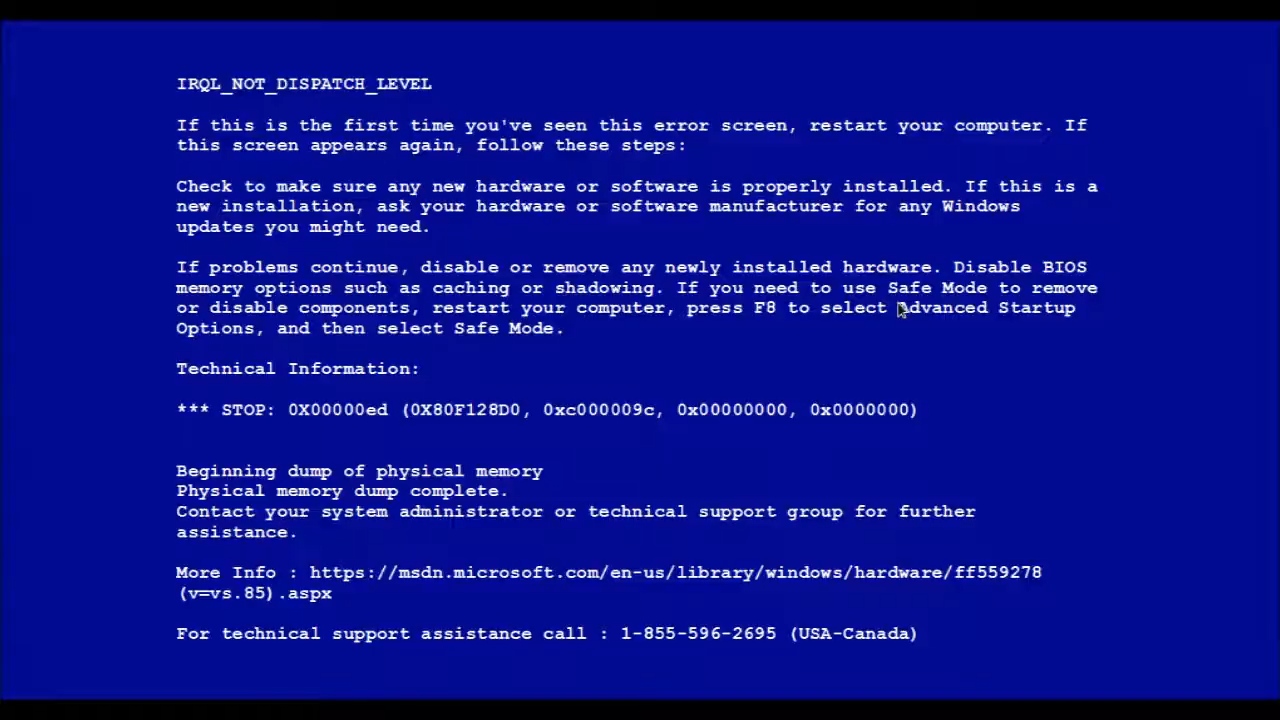 IRQL_NOT_DISPATCH_LEVEL
If this is the first time you've seen this error screen, restart your computer. If
this screen appears again, follow these steps:
Check to make sure any new hardware or software is properly installed. If this is a
new installation, ask your hardware or software manufacturer for any Windows
updates you might need.
If problems continue, disable or remove any newly installed hardware. Disable BIOS
memory options such as caching or shadowing. If you need to use Safe Mode to remove
or disable components, restart your computer, press F8 to select Advanced Startup
Options, and then select Safe Mode.
Technical Information:
*** STOP: 0X00000ed (0X80F128D0, 0xc000009c, 0x00000000, 0x0000000)
Beginning dump of physical memory
Physical memory dump complete.
Contact your system administrator or technical support group for further
assistance.
More Info : https://msdn.microsoft.com/en-us/library/windows/hardware/ff559278
(v=vs.85).aspx
For technical support assistance call : 1-855-596-2695 (USA-Canada)